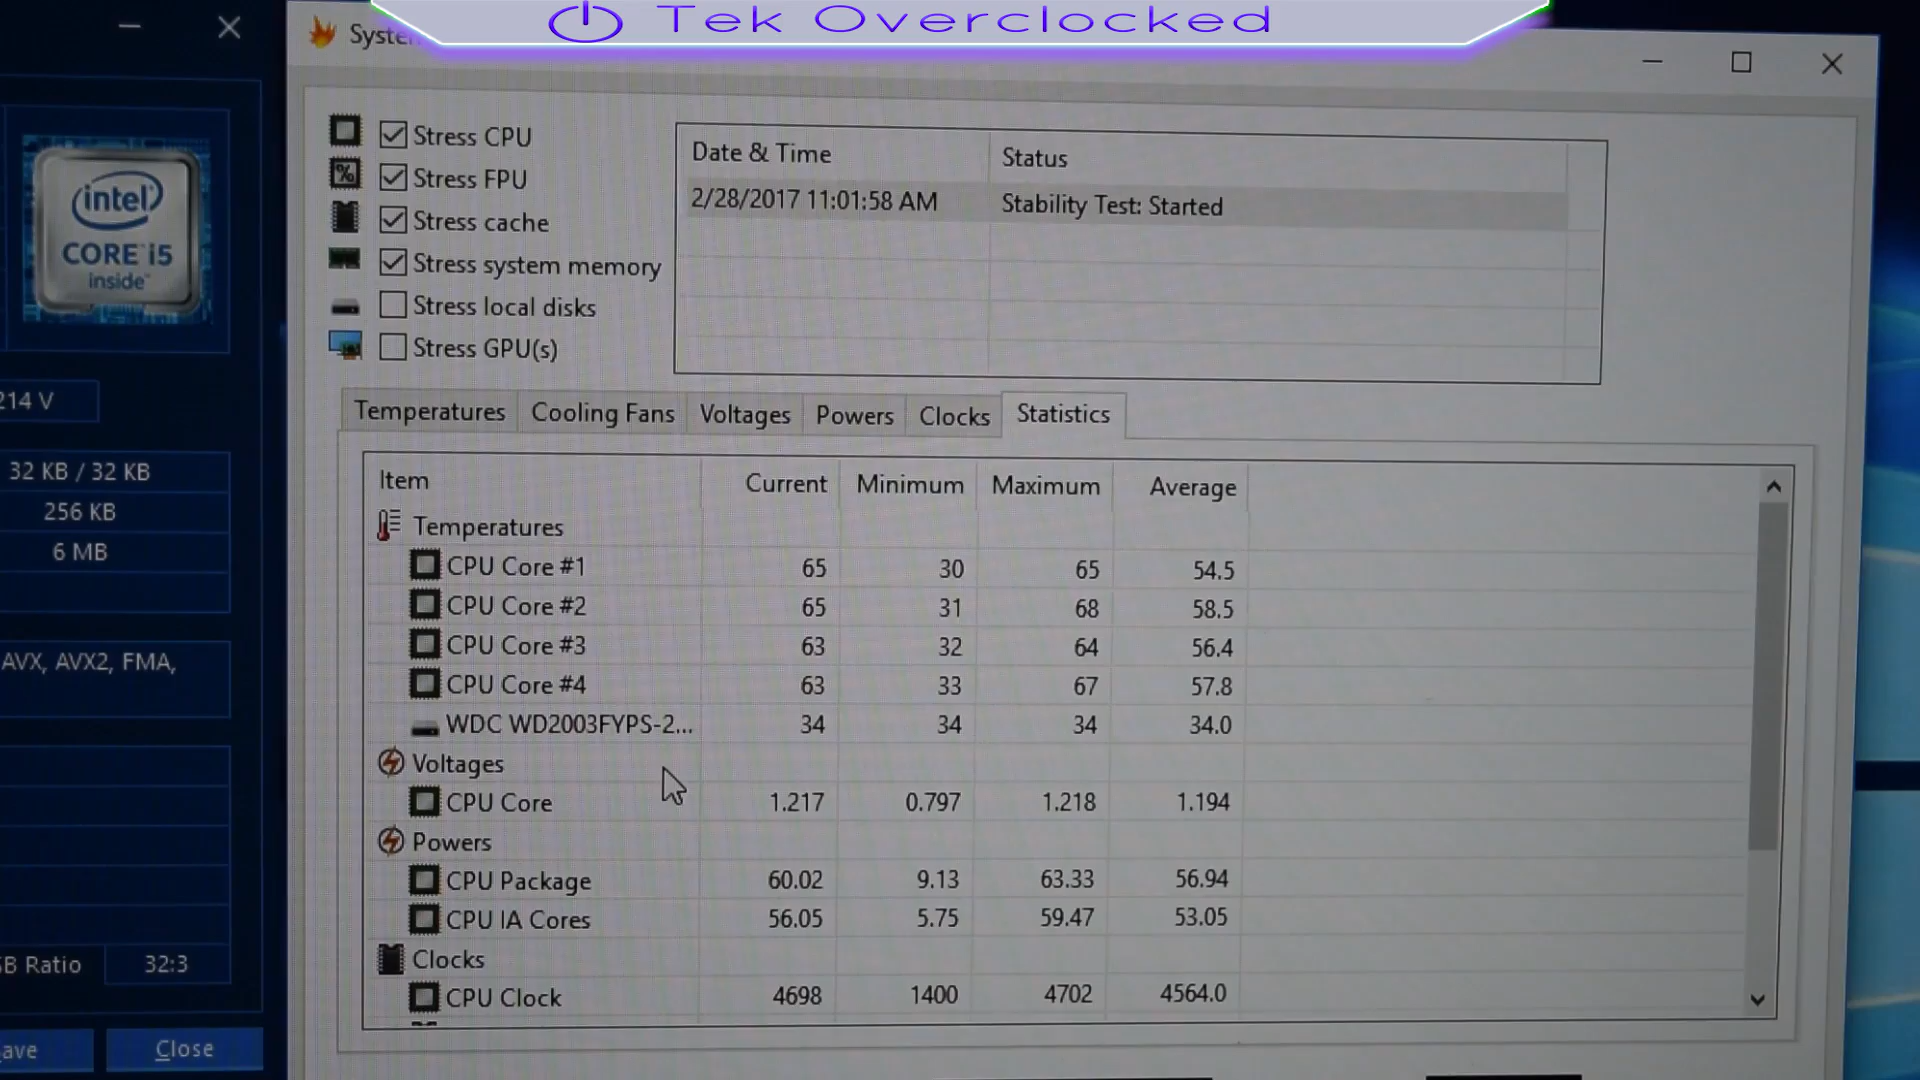 Tek Overclocked
Syste
intel
CORE i5
inside
214 V
32 KB / 32 KB
256 KB
6 MB
AVX, AVX2, FMA,
B Ratio 32:3
ave Close
Stress CPU
Stress FPU
Stress cache
Stress system memory
Stress local disks
Stress GPU(s)
Date & Time Status
2/28/2017 11:01:58 AM Stability Test: Started
Temperatures Cooling Fans Voltages Powers Clocks Statistics
Item Current Minimum Maximum Average
Temperatures
CPU Core #1 65 30 65 54.5
CPU Core #2 65 31 68 58.5
CPU Core #3 63 32 64 56.4
CPU Core #4 63 33 67 57.8
WDC WD2003FYPS-2... 34 34 34 34.0
Voltages
CPU Core 1.217 0.797 1.218 1.194
Powers
CPU Package 60.02 9.13 63.33 56.94
CPU IA Cores 56.05 5.75 59.47 53.05
Clocks
CPU Clock 4698 1400 4702 4564.0